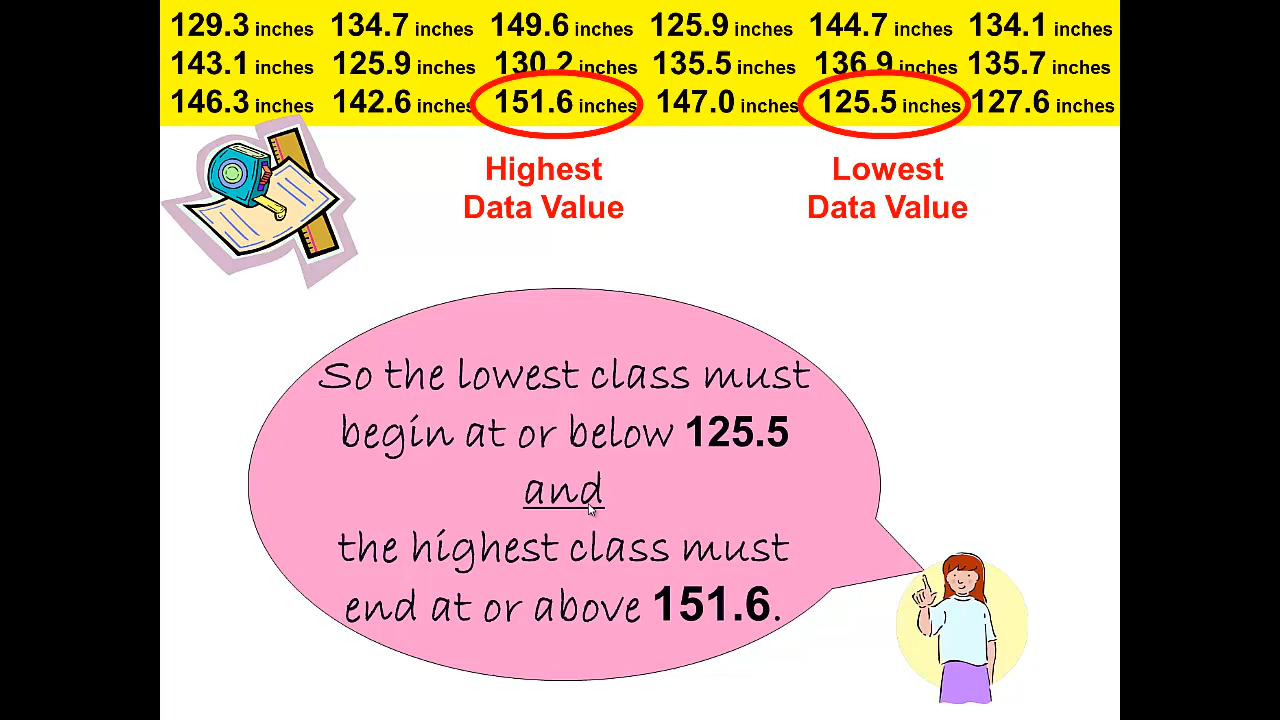 129.3 inches 134.7 inches 149.6 inches 125.9 inches 144.7 inches 134.1 inches
143.1 inches 125.9 inches 130.2 inches 135.5 inches 136.9 inches 135.7 inches
146.3 inches 142.6 inches 151.6 inches 147.0 inches 125.5 inches 127.6 inches
Highest
Data Value
Lowest
Data Value
So the lowest class must
begin at or below 125.5
and
the highest class must
end at or above 151.6.